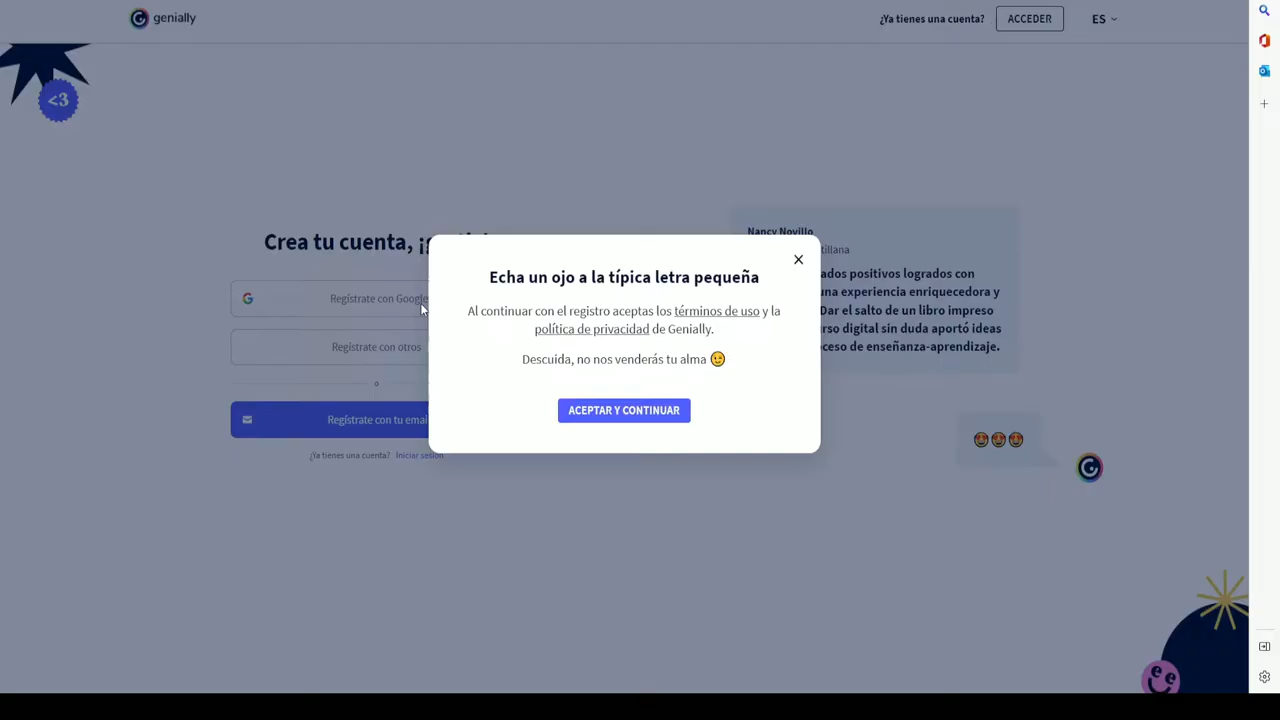 genially
¿Ya tienes una cuenta?
ACCEDER
ES
<3
Crea tu cuenta,
Regístrate con Google
Regístrate con otros
o
Regístrate con tu email
¿Ya tienes una cuenta? Iniciar sesión
Echa un ojo a la típica letra pequeña
Al continuar con el registro aceptas los términos de uso y la
política de privacidad de Genially.
Descuida, no nos venderás tu alma 😉
ACEPTAR Y CONTINUAR
Nancy Novillo
tillana
ados positivos logrados con
una experiencia enriquecedora y
Dar el salto de un libro impreso
rso digital sin duda aportó ideas
oceso de enseñanza-aprendizaje.
😍😍😍